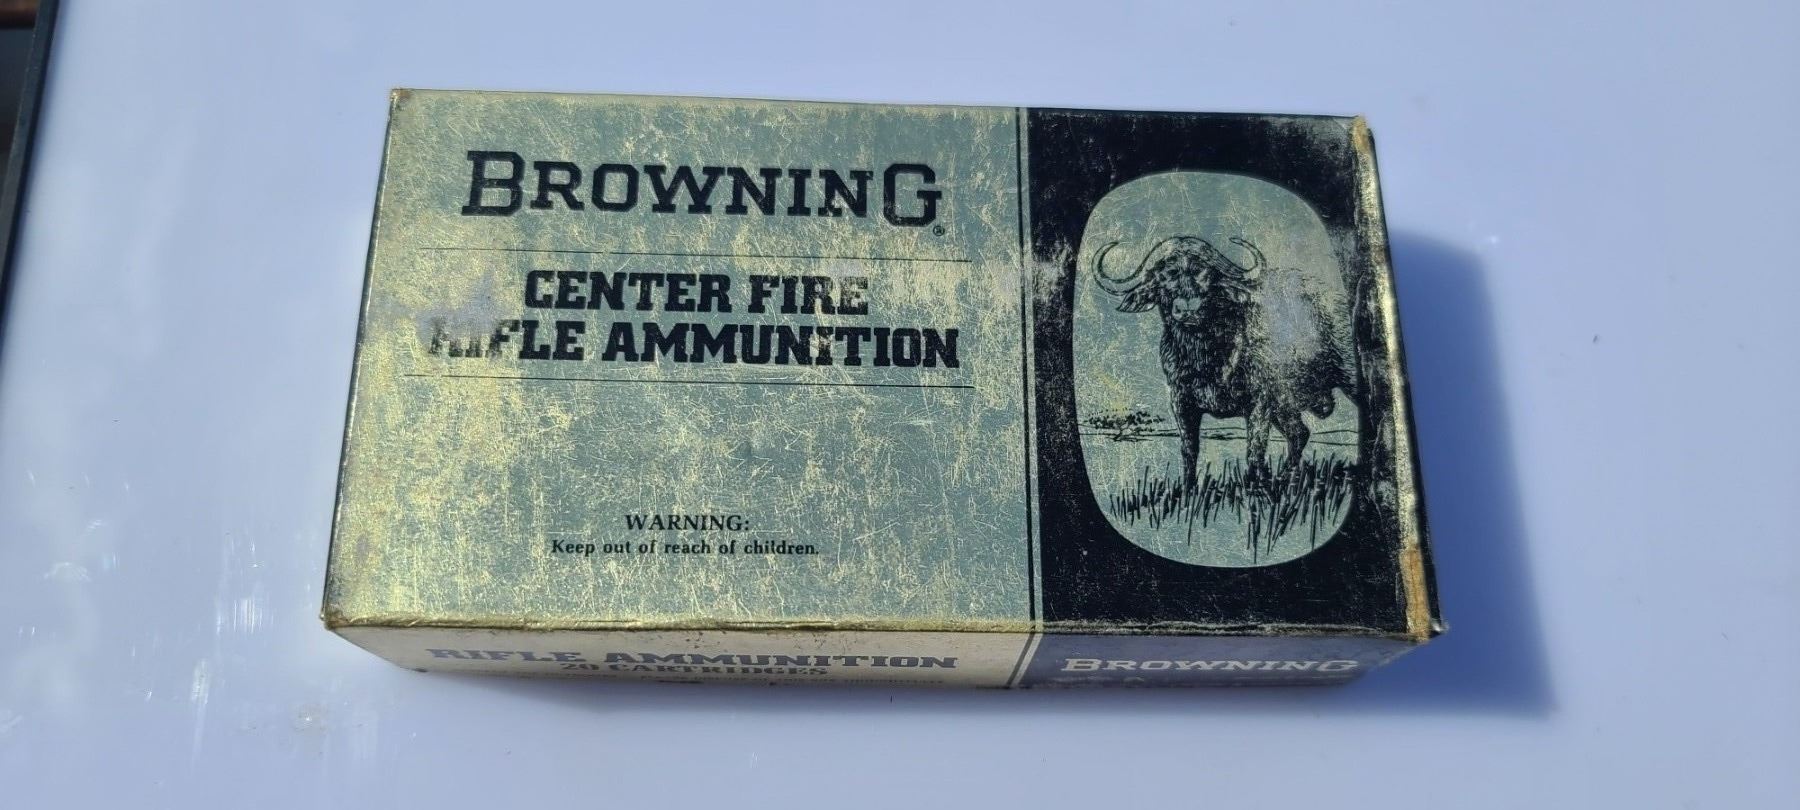 BROWNING®
CENTER FIRE
RIFLE AMMUNITION
WARNING:
Keep out of reach of children.
RIFLE AMMUNITION
20 CARTRIDGES
BROWNING